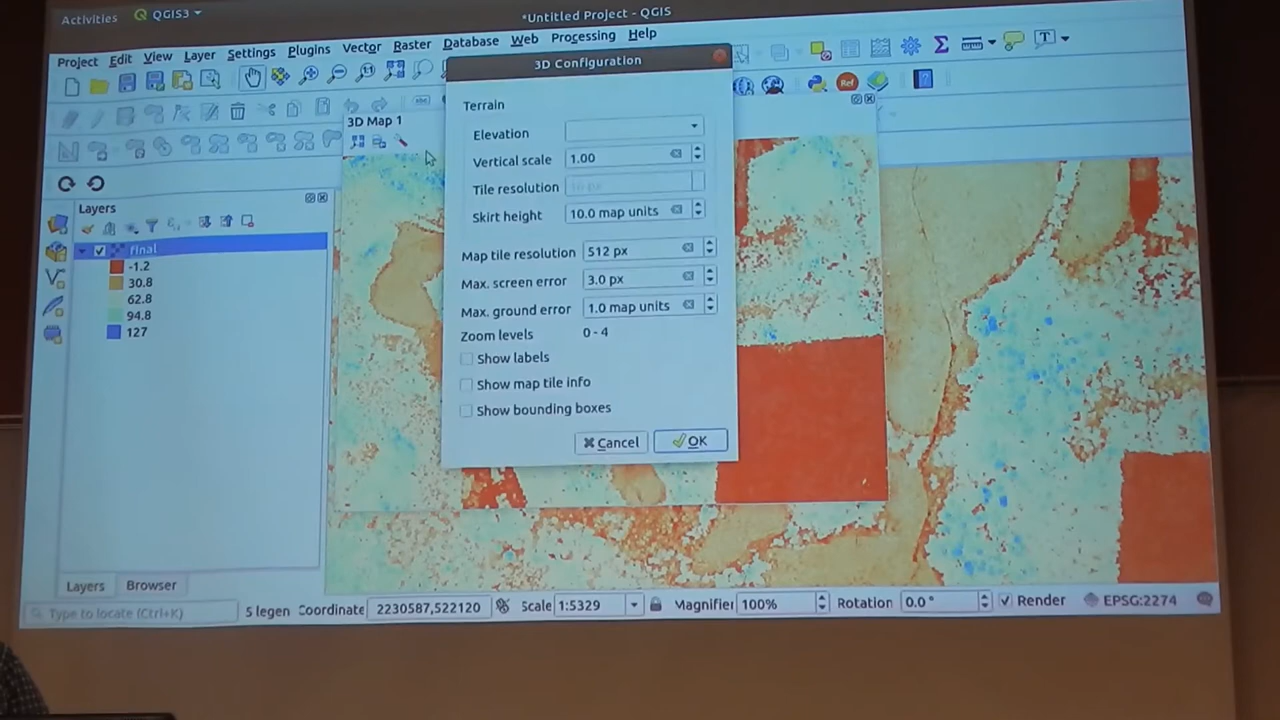 Activities QGIS3
*Untitled Project - QGIS
Project Edit View Layer Settings Plugins Vector Raster Database Web Processing Help
3D Configuration
Terrain
Elevation
Vertical scale 1.00
Tile resolution
Skirt height 10.0 map units
Map tile resolution 512 px
Max. screen error 3.0 px
Max. ground error 1.0 map units
Zoom levels 0 - 4
Show labels
Show map tile info
Show bounding boxes
Cancel OK
3D Map 1
Ref
abc
Layers
final
-1.2
30.8
62.8
94.8
127
Layers Browser
Type to locate (Ctrl+K) 5 legen Coordinate 2230587,522120 Scale 1:5329 Magnifier 100% Rotation 0.0 ° Render EPSG:2274